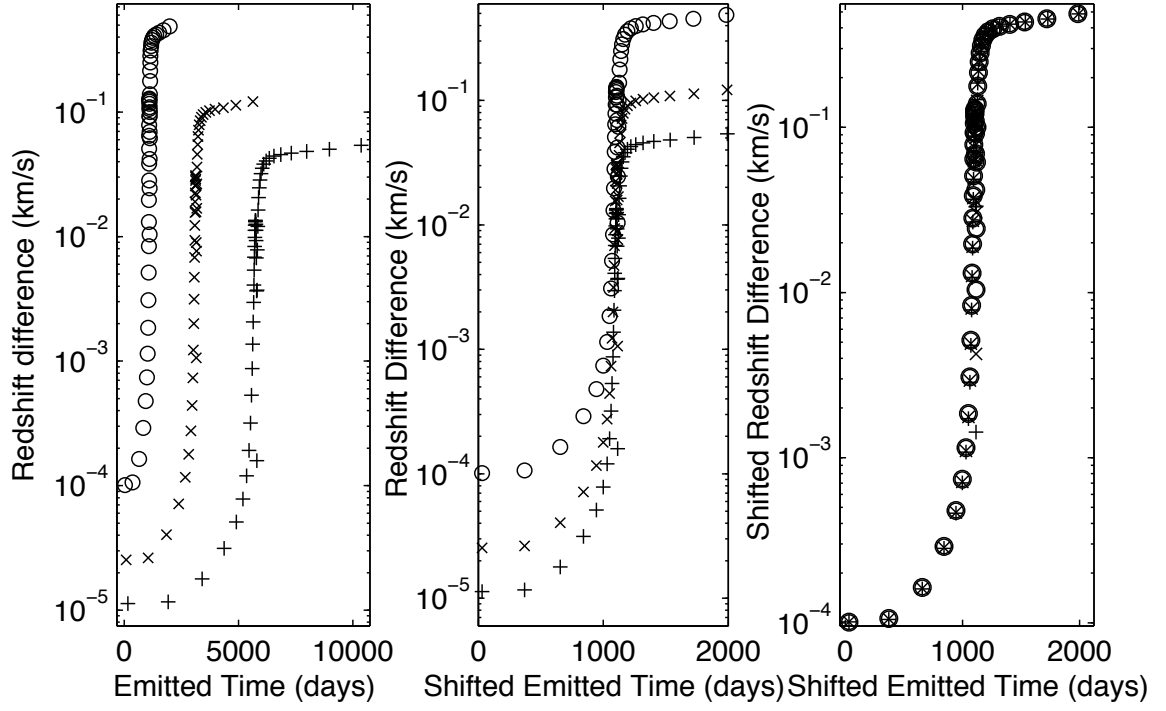 10⁻¹
10⁻²
10⁻³
10⁻⁴
10⁻⁵
Redshift difference (km/s)
0 5000 10000
Emitted Time (days)
10⁻¹
10⁻²
10⁻³
10⁻⁴
10⁻⁵
Redshift Difference (km/s)
0 1000 2000
Shifted Emitted Time (days)
10⁻¹
10⁻²
10⁻³
10⁻⁴
Shifted Redshift Difference (km/s)
0 1000 2000
Shifted Emitted Time (days)